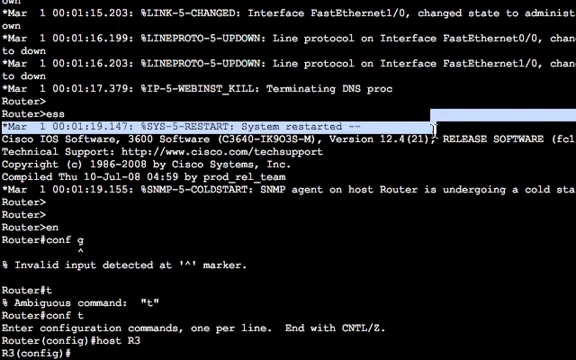 own
*Mar  1 00:01:15.203: %LINK-5-CHANGED: Interface FastEthernet1/0, changed state to administ
own
*Mar  1 00:01:16.199: %LINEPROTO-5-UPDOWN: Line protocol on Interface FastEthernet0/0, cha
to down
*Mar  1 00:01:16.203: %LINEPROTO-5-UPDOWN: Line protocol on Interface FastEthernet1/0, cha
to down
*Mar  1 00:01:17.379: %IP-5-WEBINST_KILL: Terminating DNS proc
Router>
Router>ess
*Mar  1 00:01:19.147: %SYS-5-RESTART: System restarted --
Cisco IOS Software, 3600 Software (C3640-IK9O3S-M), Version 12.4(21), RELEASE SOFTWARE (fc1
Technical Support: http://www.cisco.com/techsupport
Copyright (c) 1986-2008 by Cisco Systems, Inc.
Compiled Thu 10-Jul-08 04:59 by prod_rel_team
*Mar  1 00:01:19.155: %SNMP-5-COLDSTART: SNMP agent on host Router is undergoing a cold sta
Router>
Router>
Router>en
Router#conf g
^
% Invalid input detected at '^' marker.
Router#t
% Ambiguous command:  "t"
Router#conf t
Enter configuration commands, one per line.  End with CNTL/Z.
Router(config)#host R3
R3(config)#